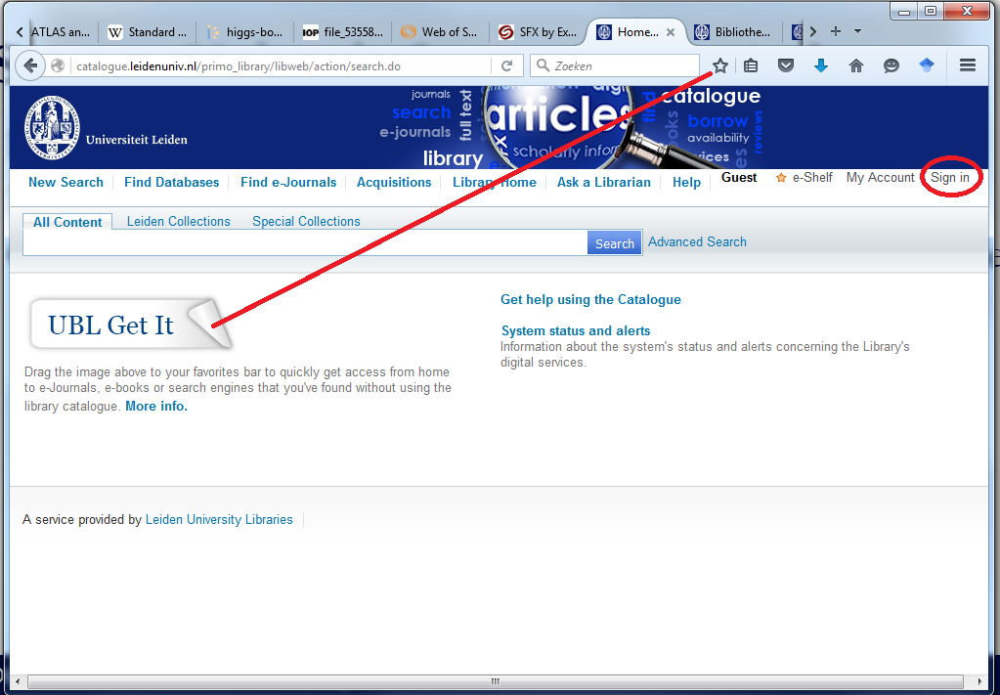 ATLAS an...
Standard ...
higgs-bo...
IOP file_53558...
Web of S...
SFX by Ex...
Home...
Bibliothe...
catalogue.leidenuniv.nl/primo_library/libweb/action/search.do
Zoeken
Universiteit Leiden
journals
search
e-journals
full text
library
articles
scholarly inform
catalogue
borrow
availability
reviews
New Search
Find Databases
Find e-Journals
Acquisitions
Library Home
Ask a Librarian
Help
Guest
e-Shelf
My Account
Sign in
All Content
Leiden Collections
Special Collections
Search
Advanced Search
UBL Get It
Drag the image above to your favorites bar to quickly get access from home
to e-Journals, e-books or search engines that you've found without using the
library catalogue. More info.
Get help using the Catalogue
System status and alerts
Information about the system's status and alerts concerning the Library's
digital services.
A service provided by Leiden University Libraries